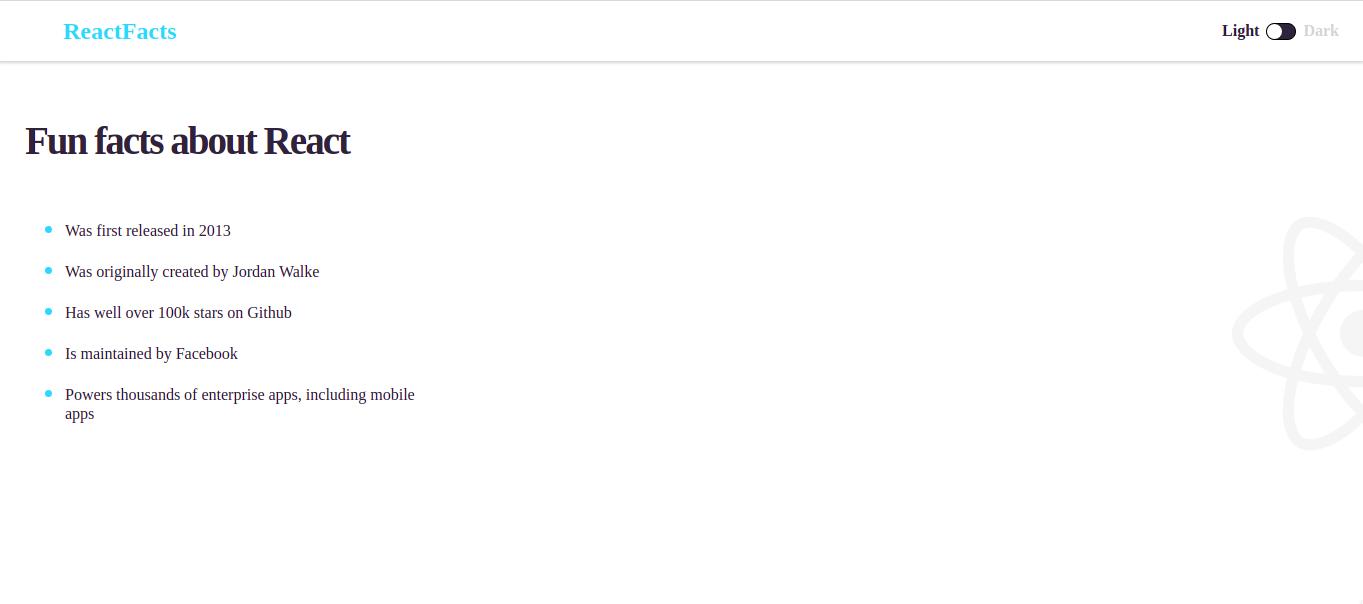 ReactFacts
Light Dark
Fun facts about React
Was first released in 2013
Was originally created by Jordan Walke
Has well over 100k stars on Github
Is maintained by Facebook
Powers thousands of enterprise apps, including mobile
apps